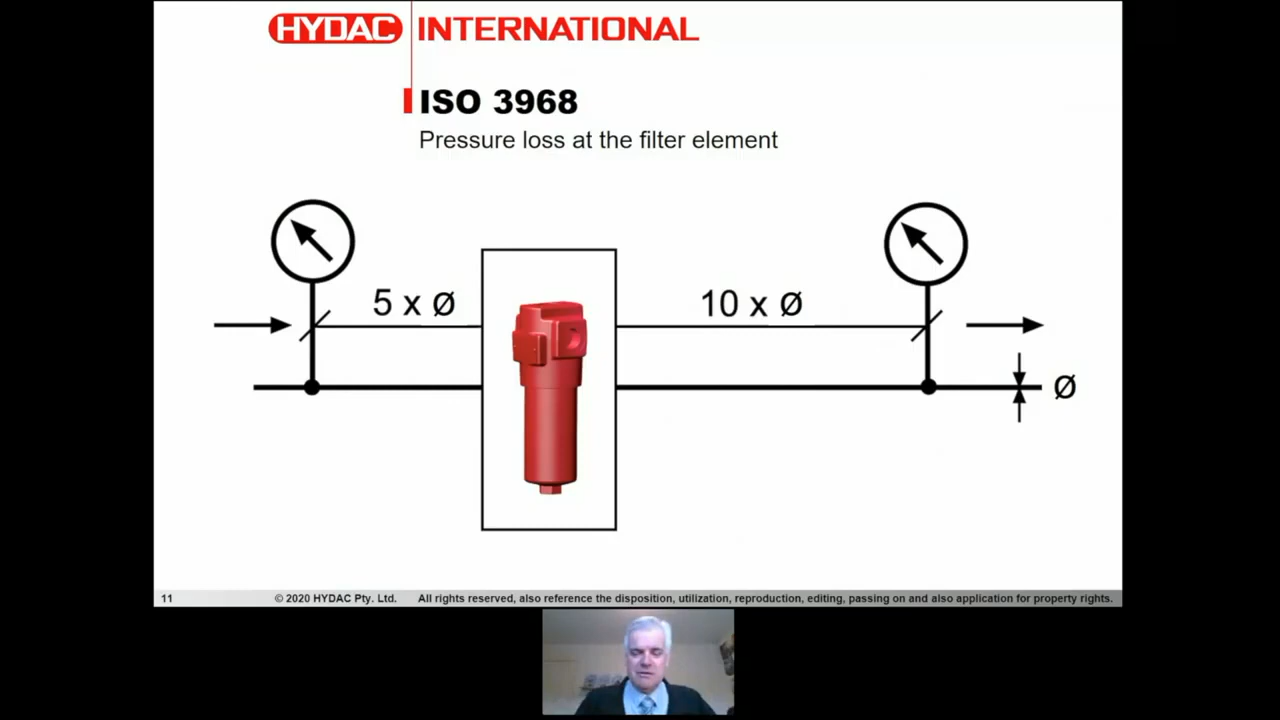 HYDAC INTERNATIONAL
ISO 3968
Pressure loss at the filter element
5 x Ø
10 x Ø
Ø
11 © 2020 HYDAC Pty. Ltd. All rights reserved, also reference the disposition, utilization, reproduction, editing, passing on and also application for property rights.